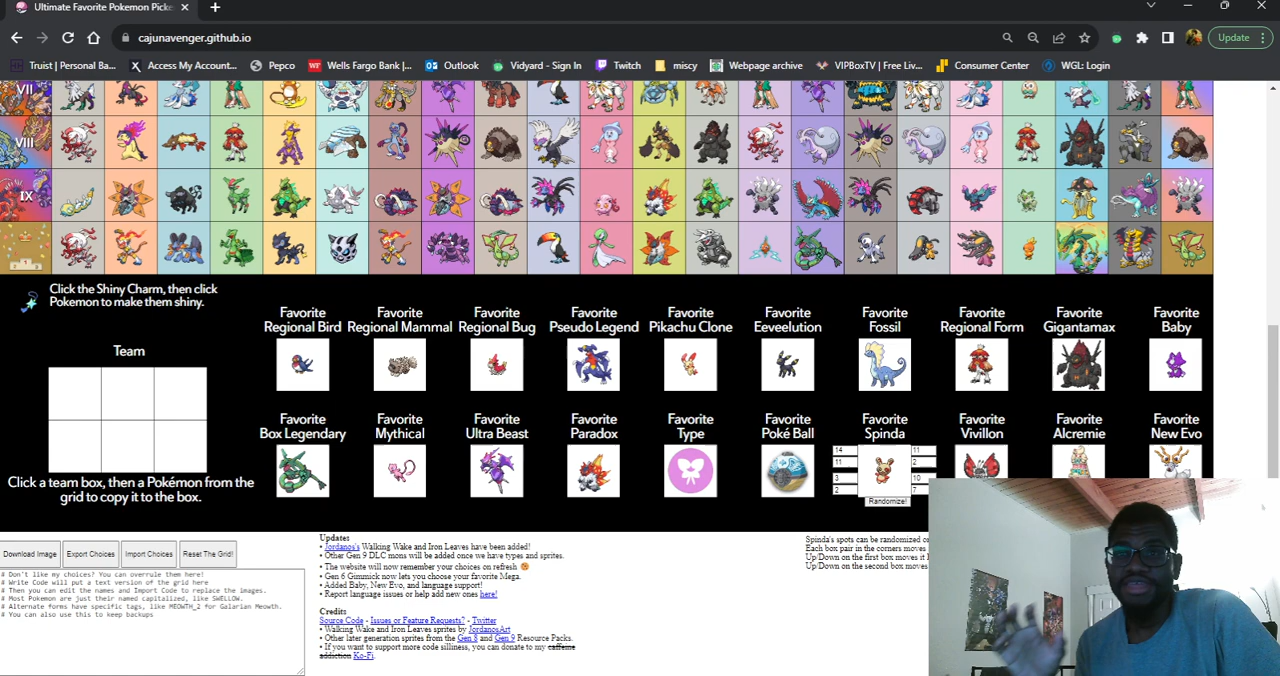 Ultimate Favorite Pokemon Picke
cajunavenger.github.io
Update
Truist | Personal Ba...
Access My Account...
Pepco
Wells Fargo Bank |...
Outlook
Vidyard - Sign In
Twitch
miscy
Webpage archive
VIPBoxTV | Free Liv...
Consumer Center
WGL: Login
VII
VIII
IX
Click the Shiny Charm, then click
Pokemon to make them shiny.
Team
Click a team box, then a Pokémon from the
grid to copy it to the box.
Favorite
Regional Bird
Favorite
Regional Mammal
Favorite
Regional Bug
Favorite
Pseudo Legend
Favorite
Pikachu Clone
Favorite
Eeveelution
Favorite
Fossil
Favorite
Regional Form
Favorite
Gigantamax
Favorite
Baby
Favorite
Box Legendary
Favorite
Mythical
Favorite
Ultra Beast
Favorite
Paradox
Favorite
Type
Favorite
Poké Ball
Favorite
Spinda
Favorite
Vivillon
Favorite
Alcremie
Favorite
New Evo
14
11
11
2
3
10
2
7
Randomize!
Download Image
Export Choices
Import Choices
Reset The Grid!
# Don't like my choices? You can overrule them here!
# Write Code will put a text version of the grid here
# Then you can edit the names and Import Code to replace the images.
# Most Pokemon are just their named capitalized, like SWELLOW.
# Alternate forms have specific tags, like MEOWTH_2 for Galarian Meowth.
# You can also use this to keep backups
Updates
• Jordanos's Walking Wake and Iron Leaves have been added!
• Other Gen 9 DLC mons will be added once we have types and sprites.
• The website will now remember your choices on refresh
• Gen 6 Gimmick now lets you choose your favorite Mega.
• Added Baby, New Evo, and language support!
• Report language issues or help add new ones here!
Credits
Source Code - Issues or Feature Requests? - Twitter
• Walking Wake and Iron Leaves sprites by JordanosArt
• Other later generation sprites from the Gen 8 and Gen 9 Resource Packs.
• If you want to support more code silliness, you can donate to my caffeine
addiction Ko-Fi.
Spinda's spots can be randomized or
Each box pair in the corners moves
Up/Down on the first box moves it l
Up/Down on the second box moves